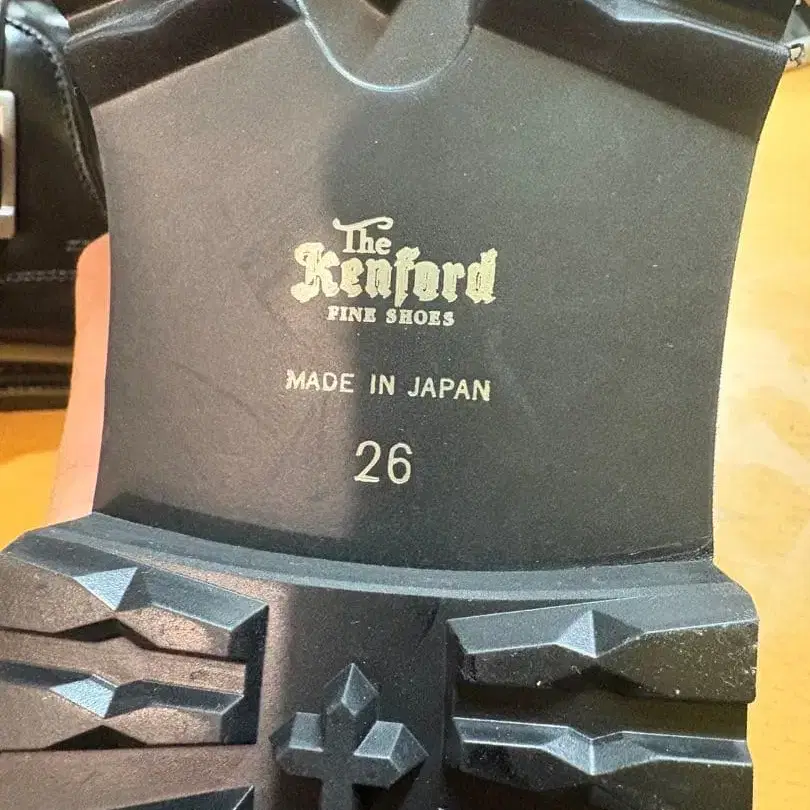 The
Kenford
FINE SHOES
MADE IN JAPAN
26